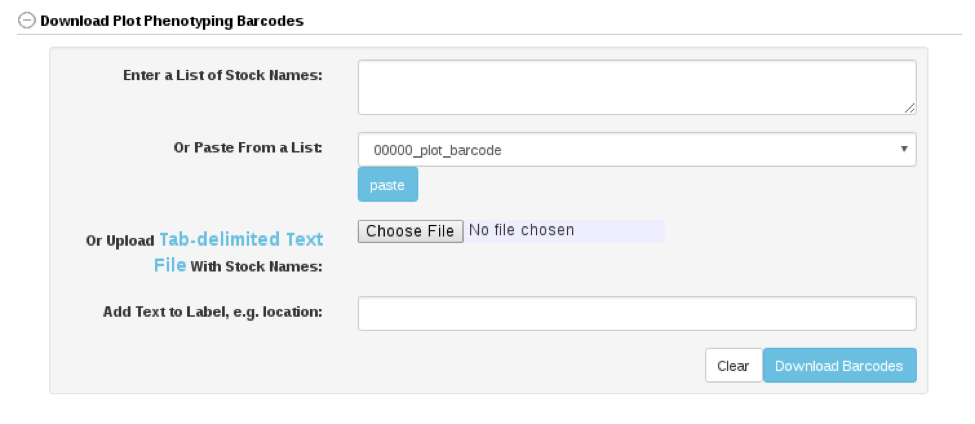 Download Plot Phenotyping Barcodes
Enter a List of Stock Names:
Or Paste From a List:
00000_plot_barcode
paste
Or Upload Tab-delimited Text
File With Stock Names:
Choose File No file chosen
Add Text to Label, e.g. location:
Clear Download Barcodes